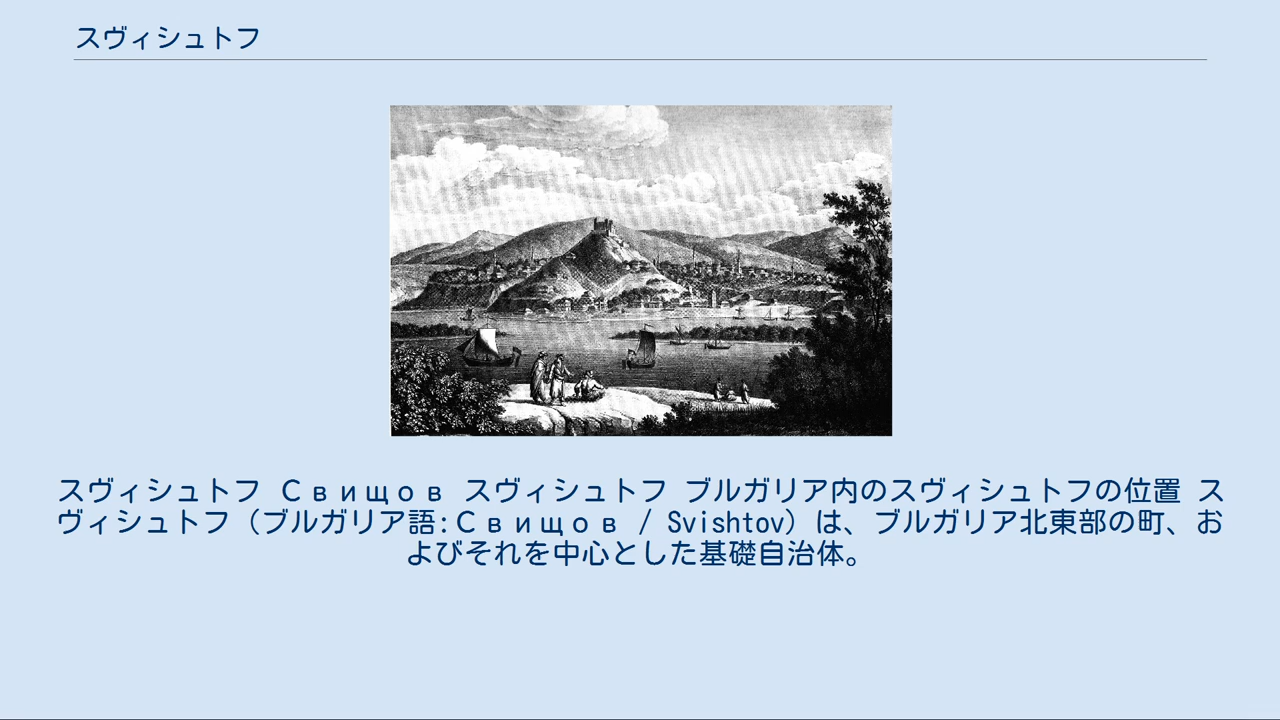 スヴィシュトフ
スヴィシュトフ Свищов スヴィシュトフ ブルガリア内のスヴィシュトフの位置 ス
ヴィシュトフ（ブルガリア語:Свищов / Svishtov）は、ブルガリア北東部の町、お
よびそれを中心とした基礎自治体。